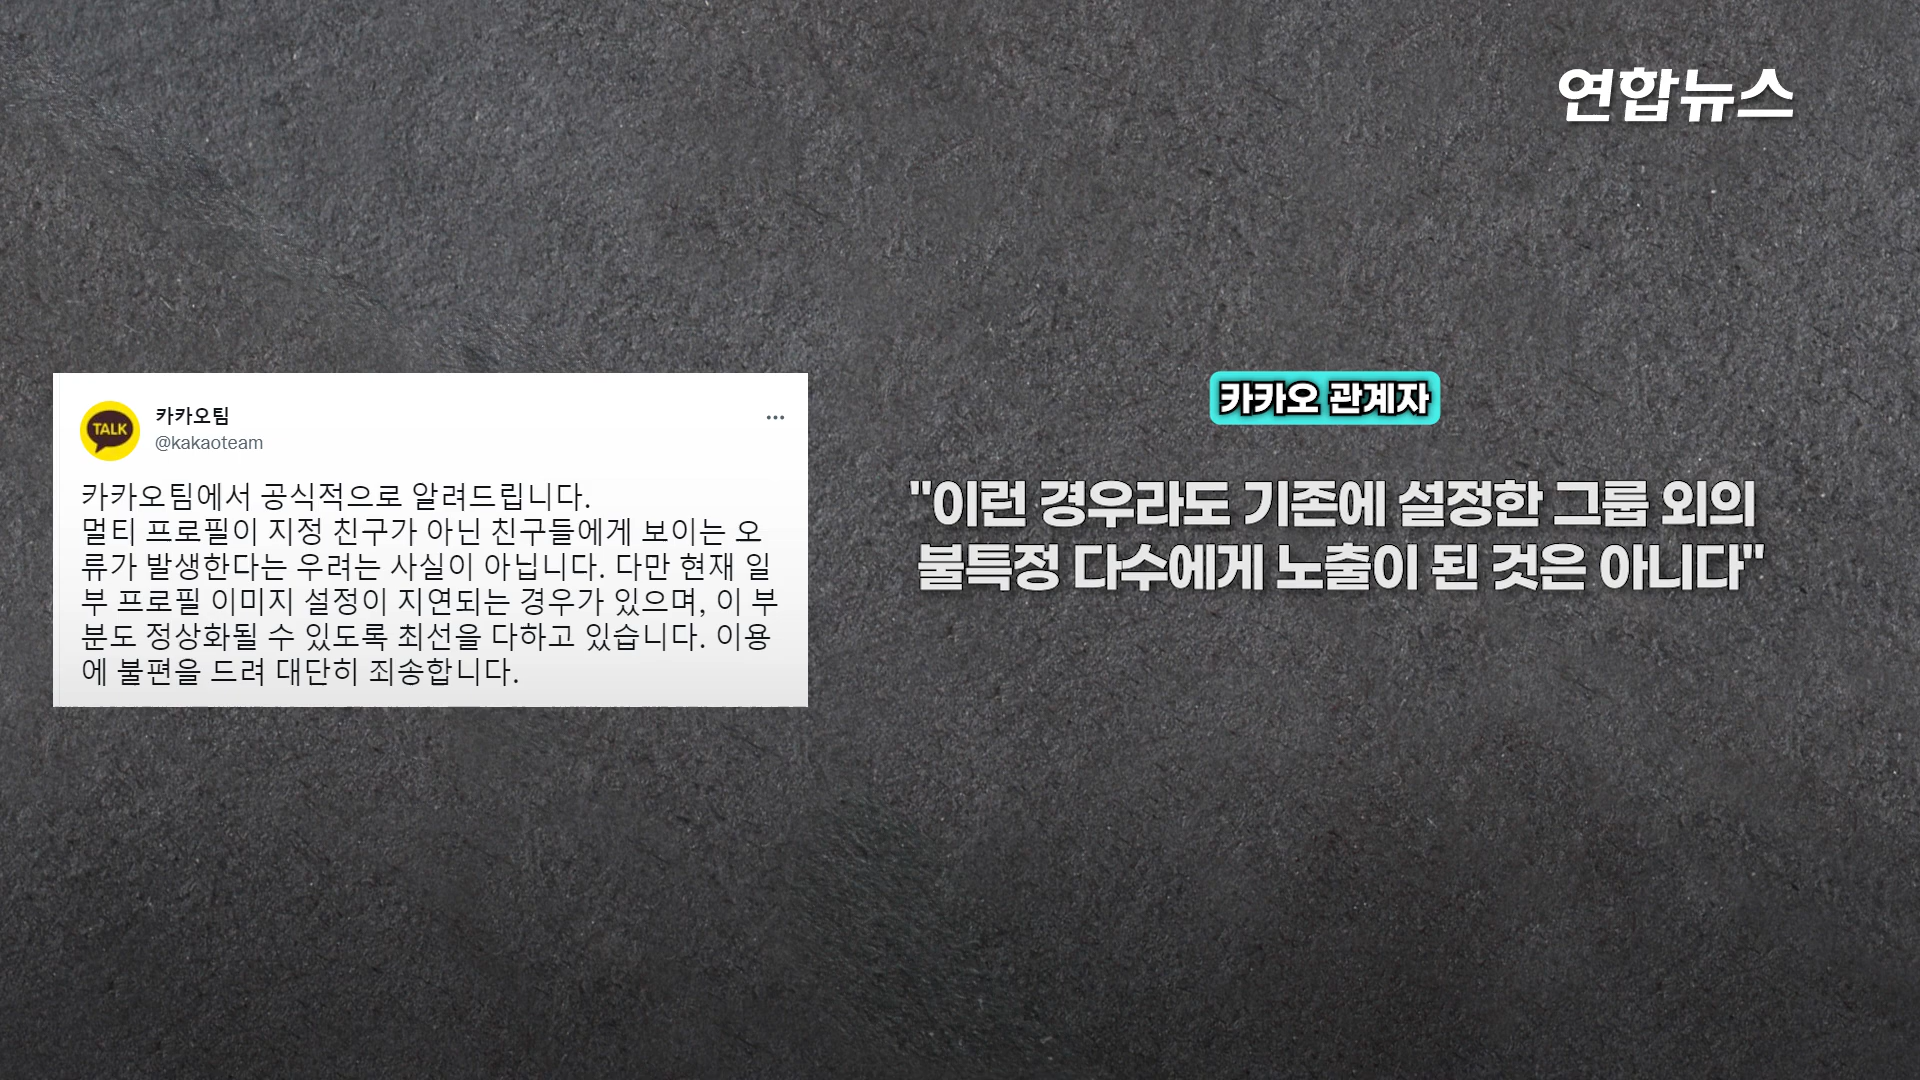 연합뉴스
TALK
카카오팀
@kakaoteam
카카오팀에서 공식적으로 알려드립니다.
멀티 프로필이 지정 친구가 아닌 친구들에게 보이는 오
류가 발생한다는 우려는 사실이 아닙니다. 다만 현재 일
부 프로필 이미지 설정이 지연되는 경우가 있으며, 이 부
분도 정상화될 수 있도록 최선을 다하고 있습니다. 이용
에 불편을 드려 대단히 죄송합니다.
카카오 관계자
"이런 경우라도 기존에 설정한 그룹 외의
불특정 다수에게 노출이 된 것은 아니다"